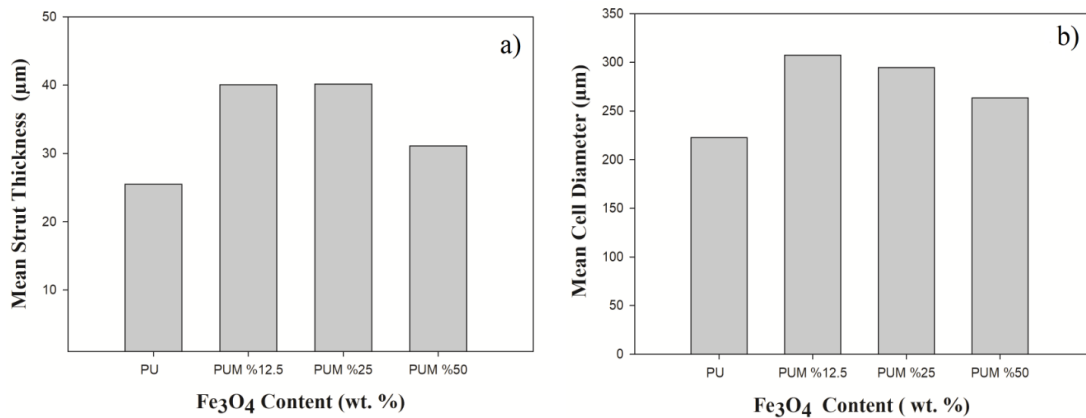 a)
Mean Strut Thickness (µm)
50
40
30
20
10
PU PUM %12.5 PUM %25 PUM %50
Fe3O4 Content (wt. %)
b)
Mean Cell Diameter (µm)
350
300
250
200
150
100
50
0
PU PUM %12.5 PUM %25 PUM %50
Fe3O4 Content ( wt. %)